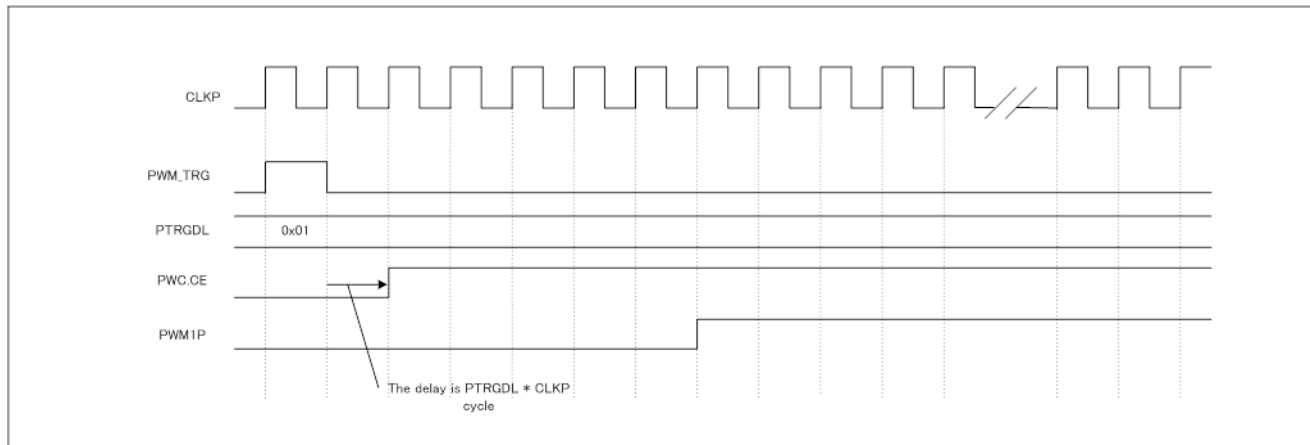 CLKP
PWM_TRG
PTRGDL
0x01
PWC.CE
PWM1P
The delay is PTRGDL * CLKP
cycle